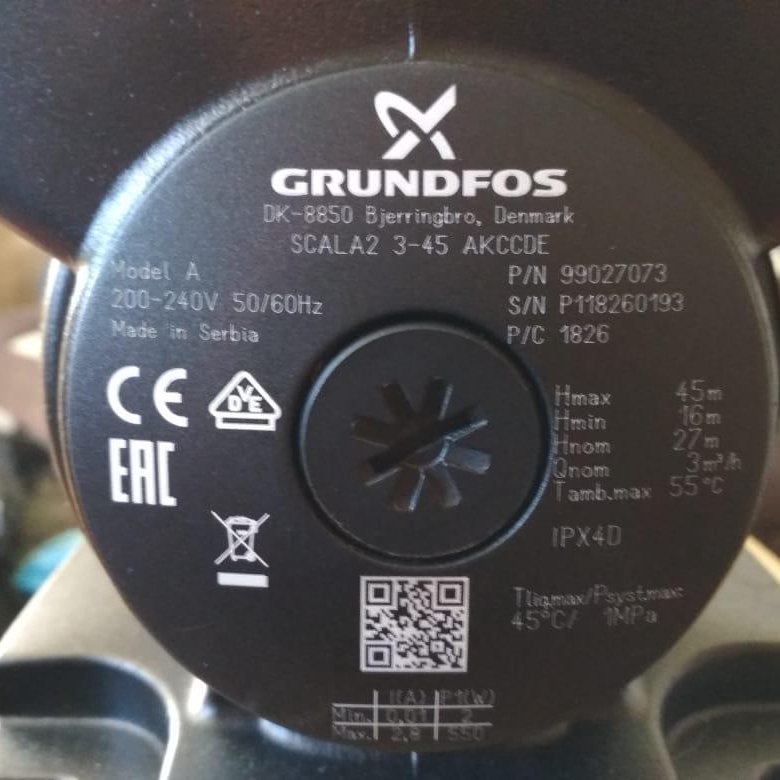 GRUNDFOS
DK-8850 Bjerringbro, Denmark
SCALA2 3-45 AKCCDE
Model A
200-240V 50/60Hz
Made in Serbia
P/N 99027073
S/N P118260193
P/C 1826
CE
DVE
EAC
Hmax 45m
Hmin 16m
Hnom 27m
Qnom 3m³/h
Tamb.max 55°C
IPX4D
Tliq.max/Psyst.max:
45°C/ 1MPa
I(A) P1(W)
Min. 0,01 2
Max. 2,8 550